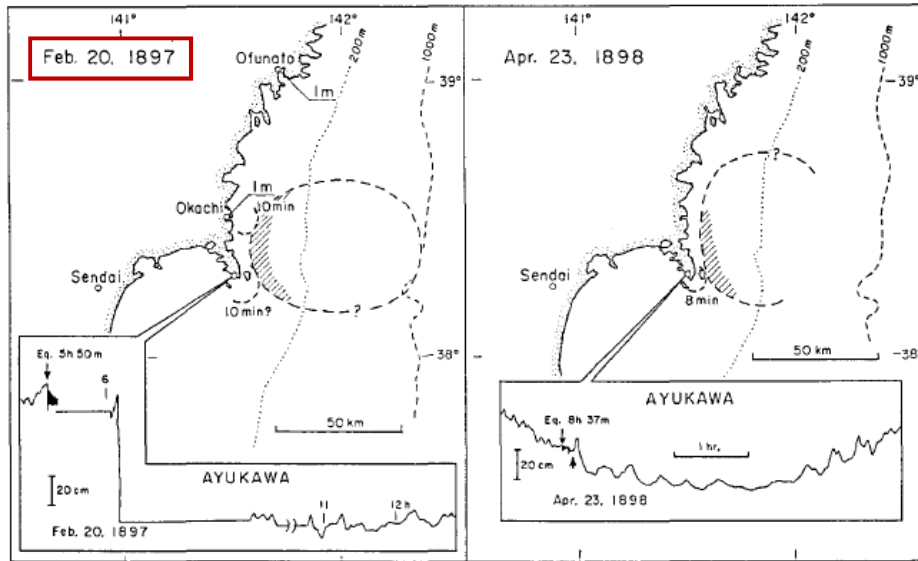 141°
142°
Feb. 20, 1897
Ofunato
1m
200m
1000m
39°
1m
Okachi
10min
Sendai
10min?
?
38°
Eq. 5h 50m
6
50 km
AYUKAWA
20cm
11
12h
Feb. 20, 1897
141°
142°
Apr. 23, 1898
200m
1000m
39°
?
Sendai
8min
38°
50 km
AYUKAWA
Eq. 8h 37m
1 hr.
20 cm
Apr. 23, 1898